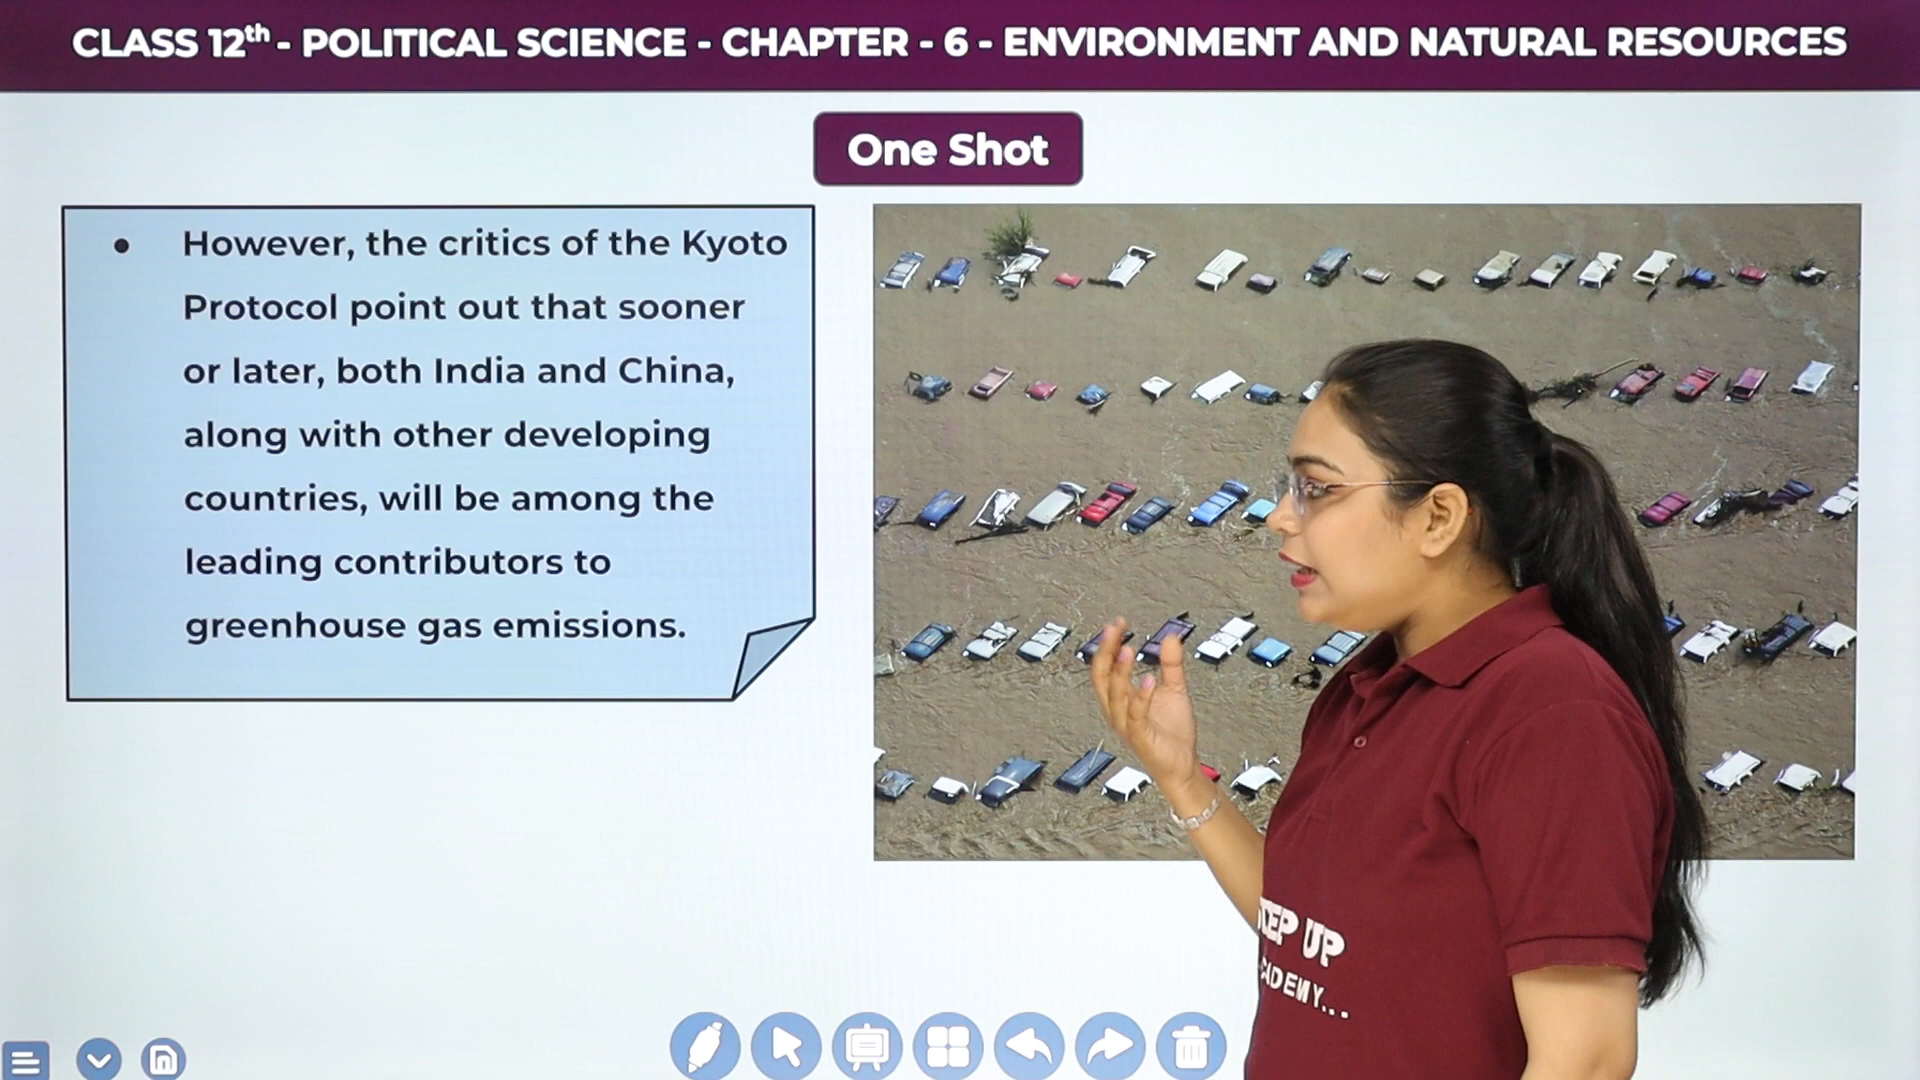 CLASS 12th - POLITICAL SCIENCE - CHAPTER - 6 - ENVIRONMENT AND NATURAL RESOURCES
One Shot
• However, the critics of the Kyoto
Protocol point out that sooner
or later, both India and China,
along with other developing
countries, will be among the
leading contributors to
greenhouse gas emissions.
UP